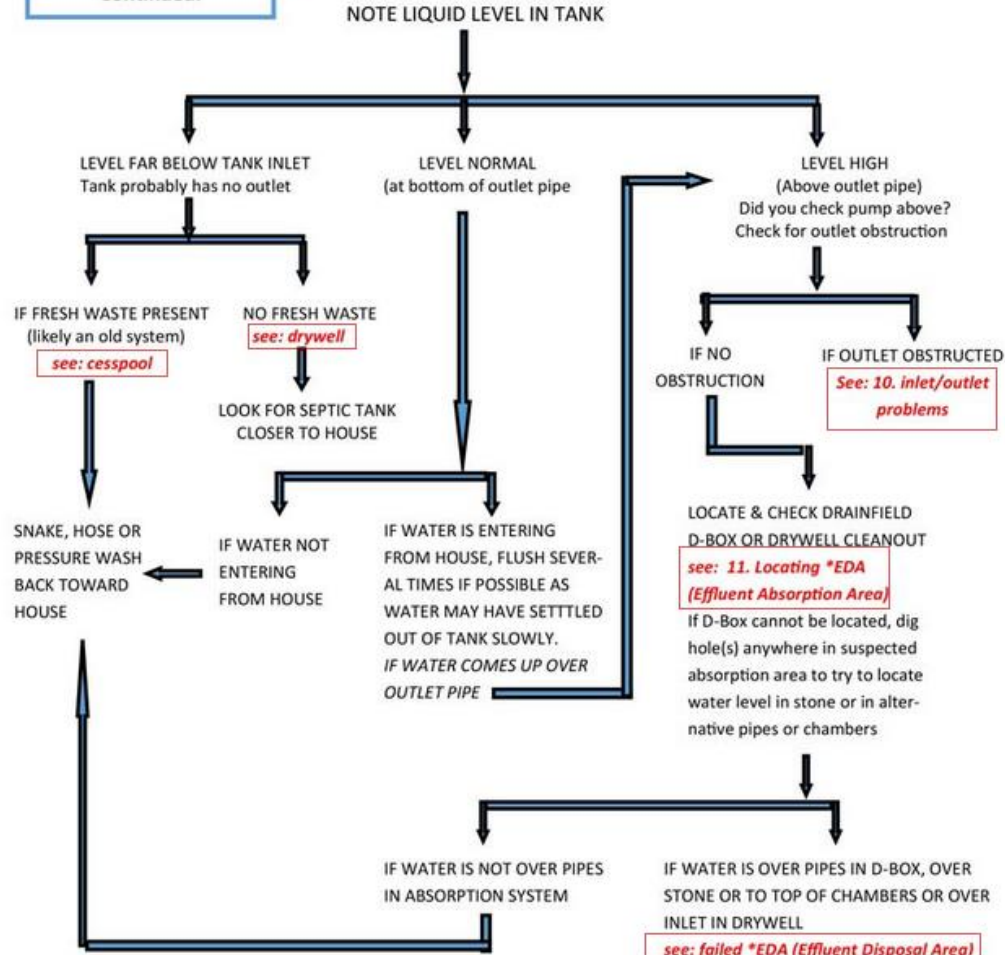 NOTE LIQUID LEVEL IN TANK
LEVEL FAR BELOW TANK INLET
Tank probably has no outlet
LEVEL NORMAL
(at bottom of outlet pipe
LEVEL HIGH
(Above outlet pipe)
Did you check pump above?
Check for outlet obstruction
IF FRESH WASTE PRESENT
(likely an old system)
see: cesspool
NO FRESH WASTE
see: drywell
LOOK FOR SEPTIC TANK
CLOSER TO HOUSE
IF NO
OBSTRUCTION
IF OUTLET OBSTRUCTED
See: 10. inlet/outlet
problems
SNAKE, HOSE OR
PRESSURE WASH
BACK TOWARD
HOUSE
IF WATER NOT
ENTERING
FROM HOUSE
IF WATER IS ENTERING
FROM HOUSE, FLUSH SEVER-
AL TIMES IF POSSIBLE AS
WATER MAY HAVE SETTTLED
OUT OF TANK SLOWLY.
IF WATER COMES UP OVER
OUTLET PIPE
LOCATE & CHECK DRAINFIELD
D-BOX OR DRYWELL CLEANOUT
see: 11. Locating *EDA
(Effluent Absorption Area)
If D-Box cannot be located, dig
hole(s) anywhere in suspected
absorption area to try to locate
water level in stone or in alter-
native pipes or chambers
IF WATER IS NOT OVER PIPES
IN ABSORPTION SYSTEM
IF WATER IS OVER PIPES IN D-BOX, OVER
STONE OR TO TOP OF CHAMBERS OR OVER
INLET IN DRYWELL
see: failed *EDA (Effluent Disposal Area)